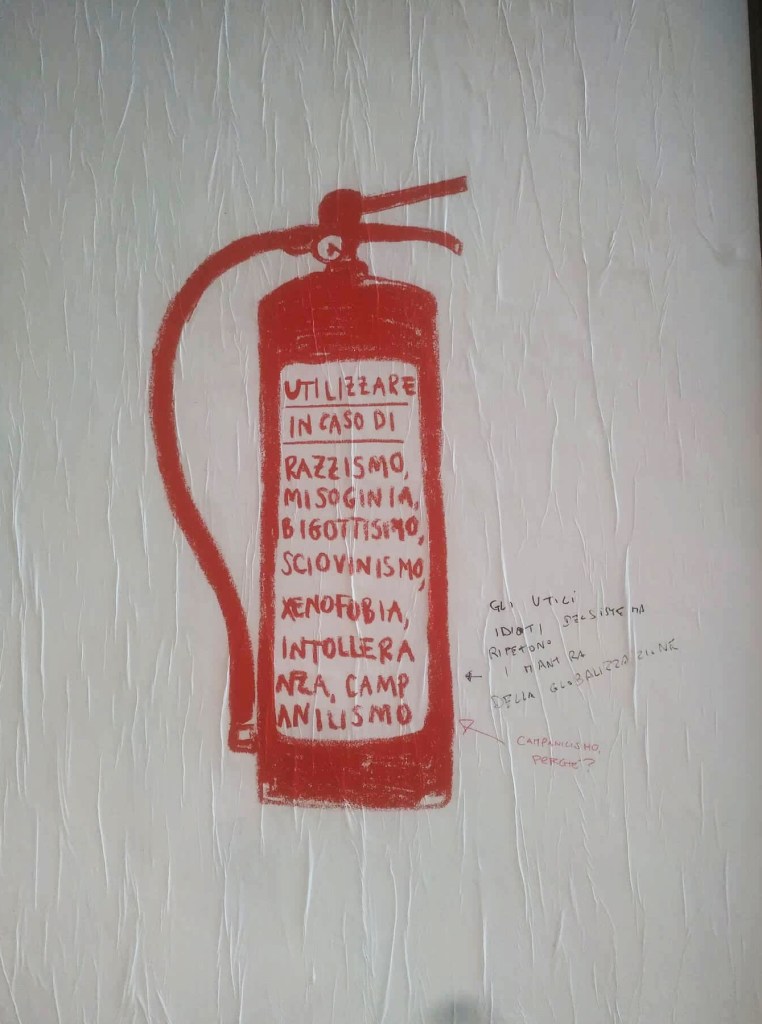 UTILIZZARE
IN CASO DI
RAZZISMO,
MISOGINIA,
BIGOTTISMO,
SCIOVINISMO,
XENOFOBIA,
INTOLLERA
NZA, CAMP
ANILISMO
GLI UTILI
IDIOTI DEL SISTEMA
RIPETONO
I MANTRA
DELLA GLOBALIZZAZIONE
CAMPANILISMO,
PERCHÉ?